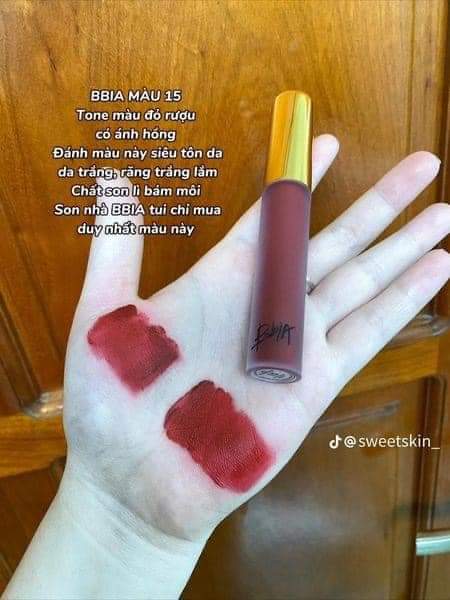 BBIA MÀU 15
Tone màu đỏ rượu
có ánh hồng
Đánh màu này siêu tôn da
da trắng, răng trắng lắm
Chất son lì bám môi
Son nhà BBIA tui chỉ mua
duy nhất màu này
BbIA
@sweetskin_